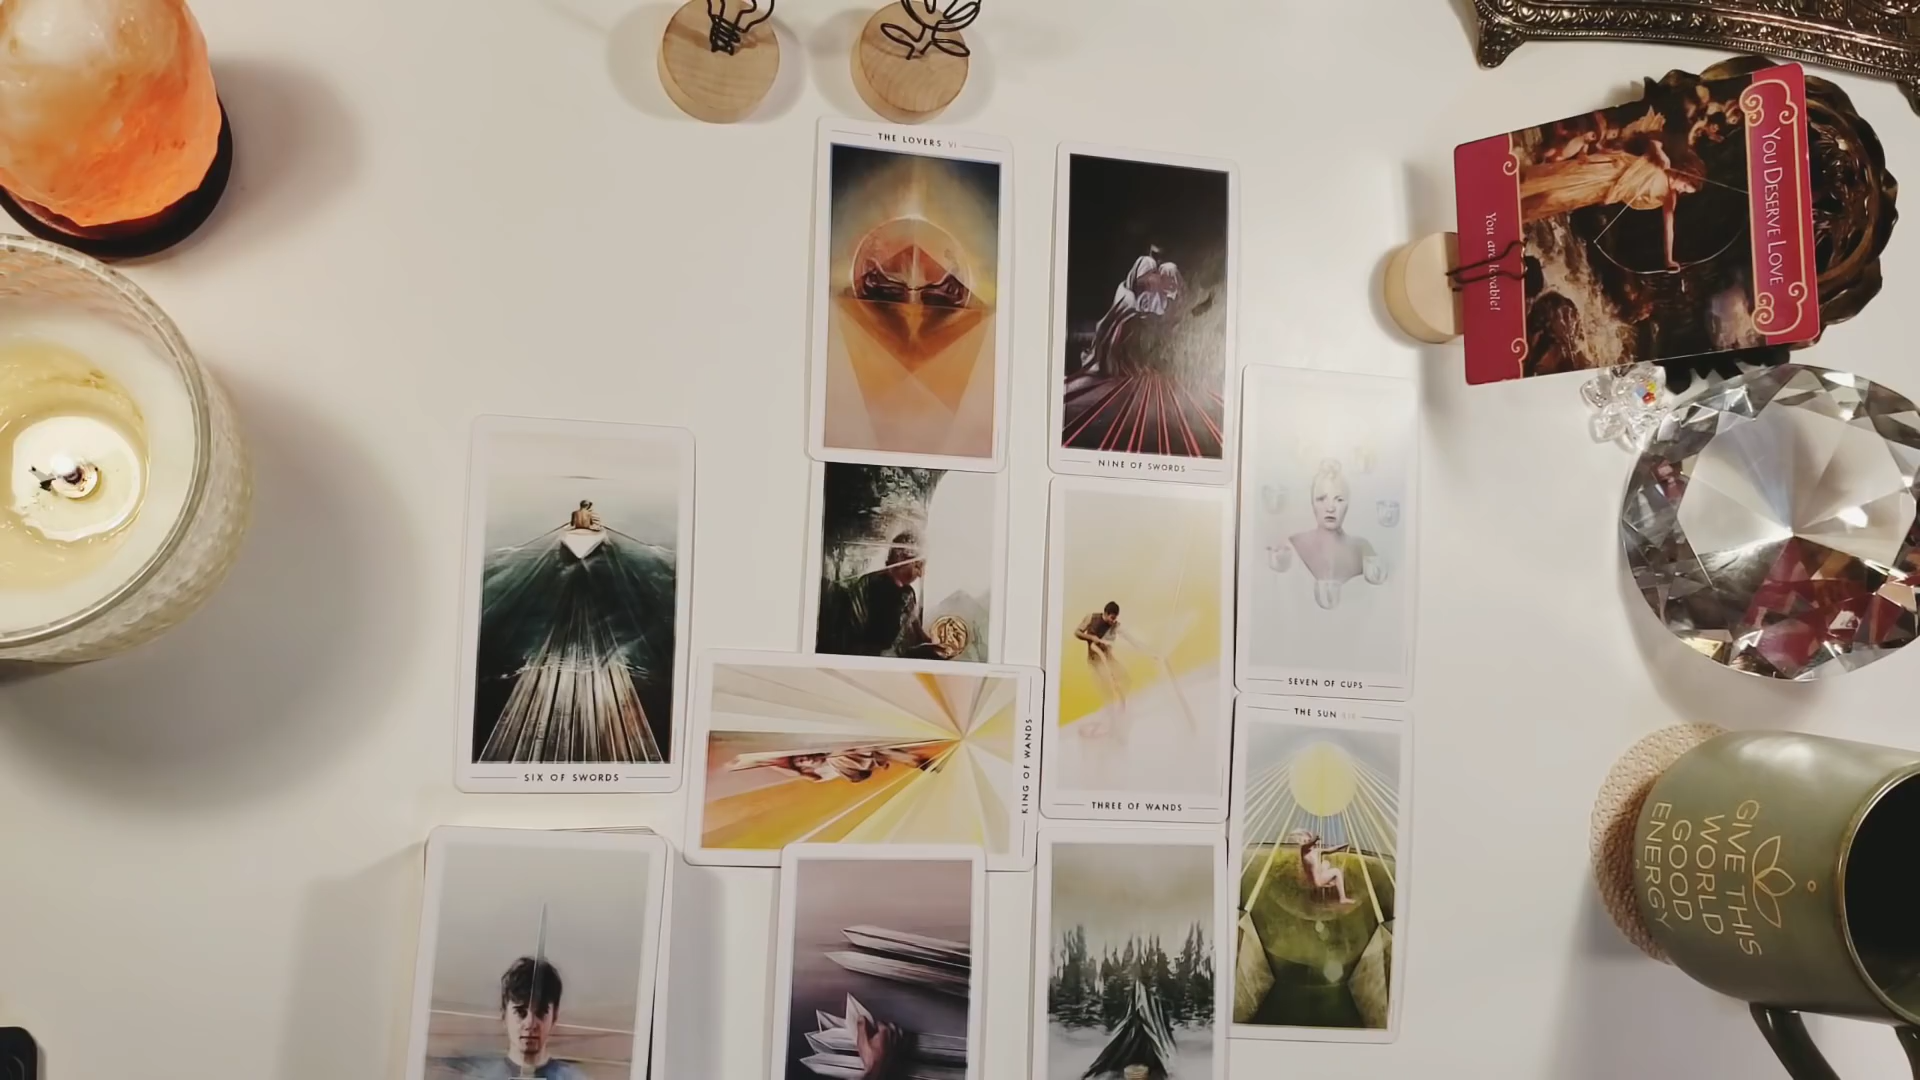 THE LOVERS VI
NINE OF SWORDS
YOU DESERVE LOVE
You are lovable!
SIX OF SWORDS
KING OF WANDS
THREE OF WANDS
SEVEN OF CUPS
THE SUN XIX
GIVE THIS
WORLD
GOOD
ENERGY